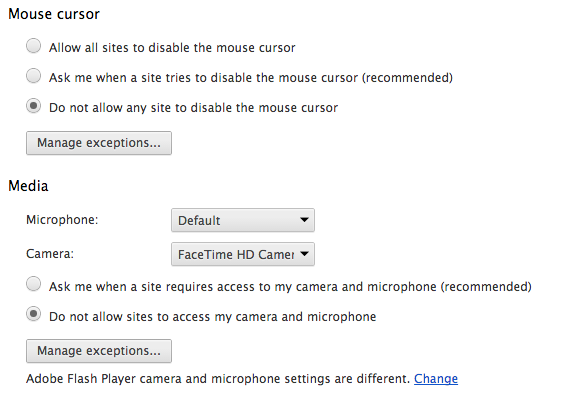 Mouse cursor
Allow all sites to disable the mouse cursor
Ask me when a site tries to disable the mouse cursor (recommended)
Do not allow any site to disable the mouse cursor
Manage exceptions...
Media
Microphone: Default
Camera: FaceTime HD Camer
Ask me when a site requires access to my camera and microphone (recommended)
Do not allow sites to access my camera and microphone
Manage exceptions...
Adobe Flash Player camera and microphone settings are different. Change